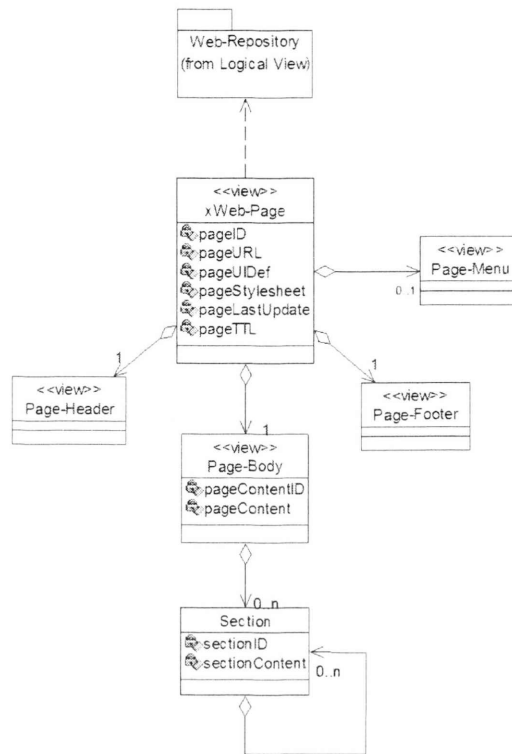 Web-Repository
(from Logical View)
<<view>>
xWeb-Page
pageID
pageURL
pageUIDef
pageStylesheet
pageLastUpdate
pageTTL
<<view>>
Page-Menu
0..1
1
<<view>>
Page-Header
1
<<view>>
Page-Footer
1
<<view>>
Page-Body
pageContentID
pageContent
0..n
Section
sectionID
sectionContent
0..n